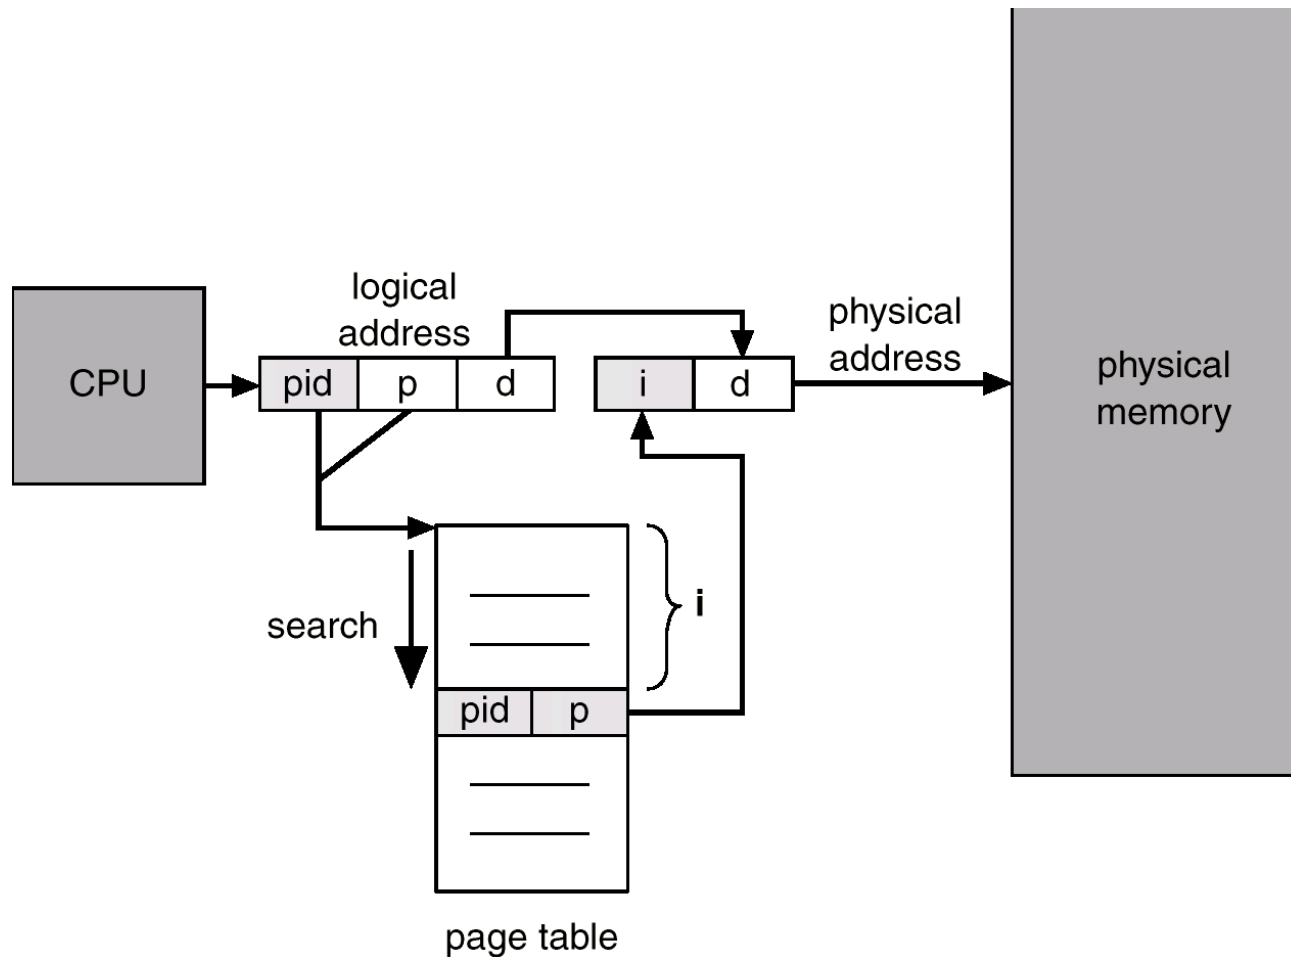 logical
address
physical
address
CPU
pid
p
d
i
d
physical
memory
search
i
pid
p
page table